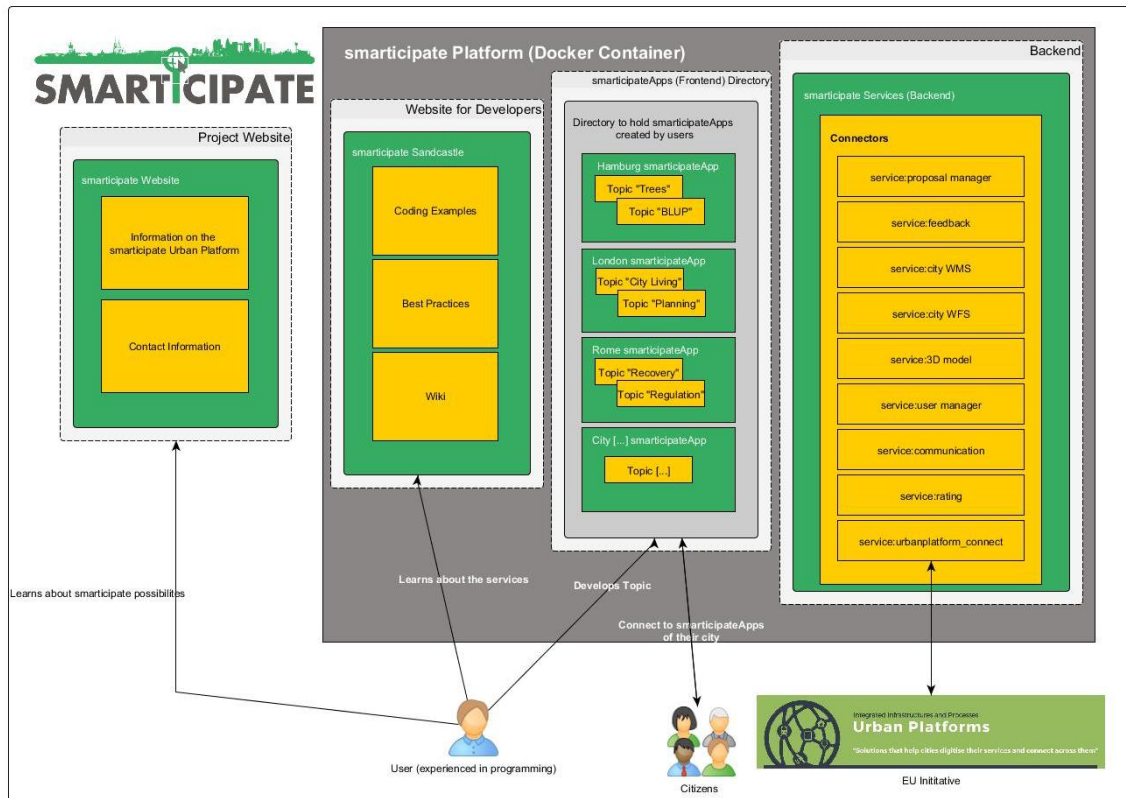 SMARTICIPATE
Project Website
smarticipate Website
Information on the
smarticipate Urban Platform
Contact Information
smarticipate Platform (Docker Container)
Website for Developers
smarticipate Sandcastle
Coding Examples
Best Practices
Wiki
smarticipateApps (Frontend) Directory
Directory to hold smarticipateApps
created by users
Hamburg smarticipateApp
Topic "Trees"
Topic "BLUP"
London smarticipateApp
Topic "City Living"
Topic "Planning"
Rome smarticipateApp
Topic "Recovery"
Topic "Regulation"
City [...] smarticipateApp
Topic [...]
Backend
smarticipate Services (Backend)
Connectors
service:proposal manager
service:feedback
service:city WMS
service:city WFS
service:3D model
service:user manager
service:communication
service:rating
service:urbanplatform_connect
Learns about smarticipate possibilites
Learns about the services
Develops Topic
Connect to smarticipateApps
of their city
User (experienced in programming)
Citizens
Integrated Infrastructures and Processes
Urban Platforms
"Solutions that help cities digitise their services and connect across them"
EU Inititative